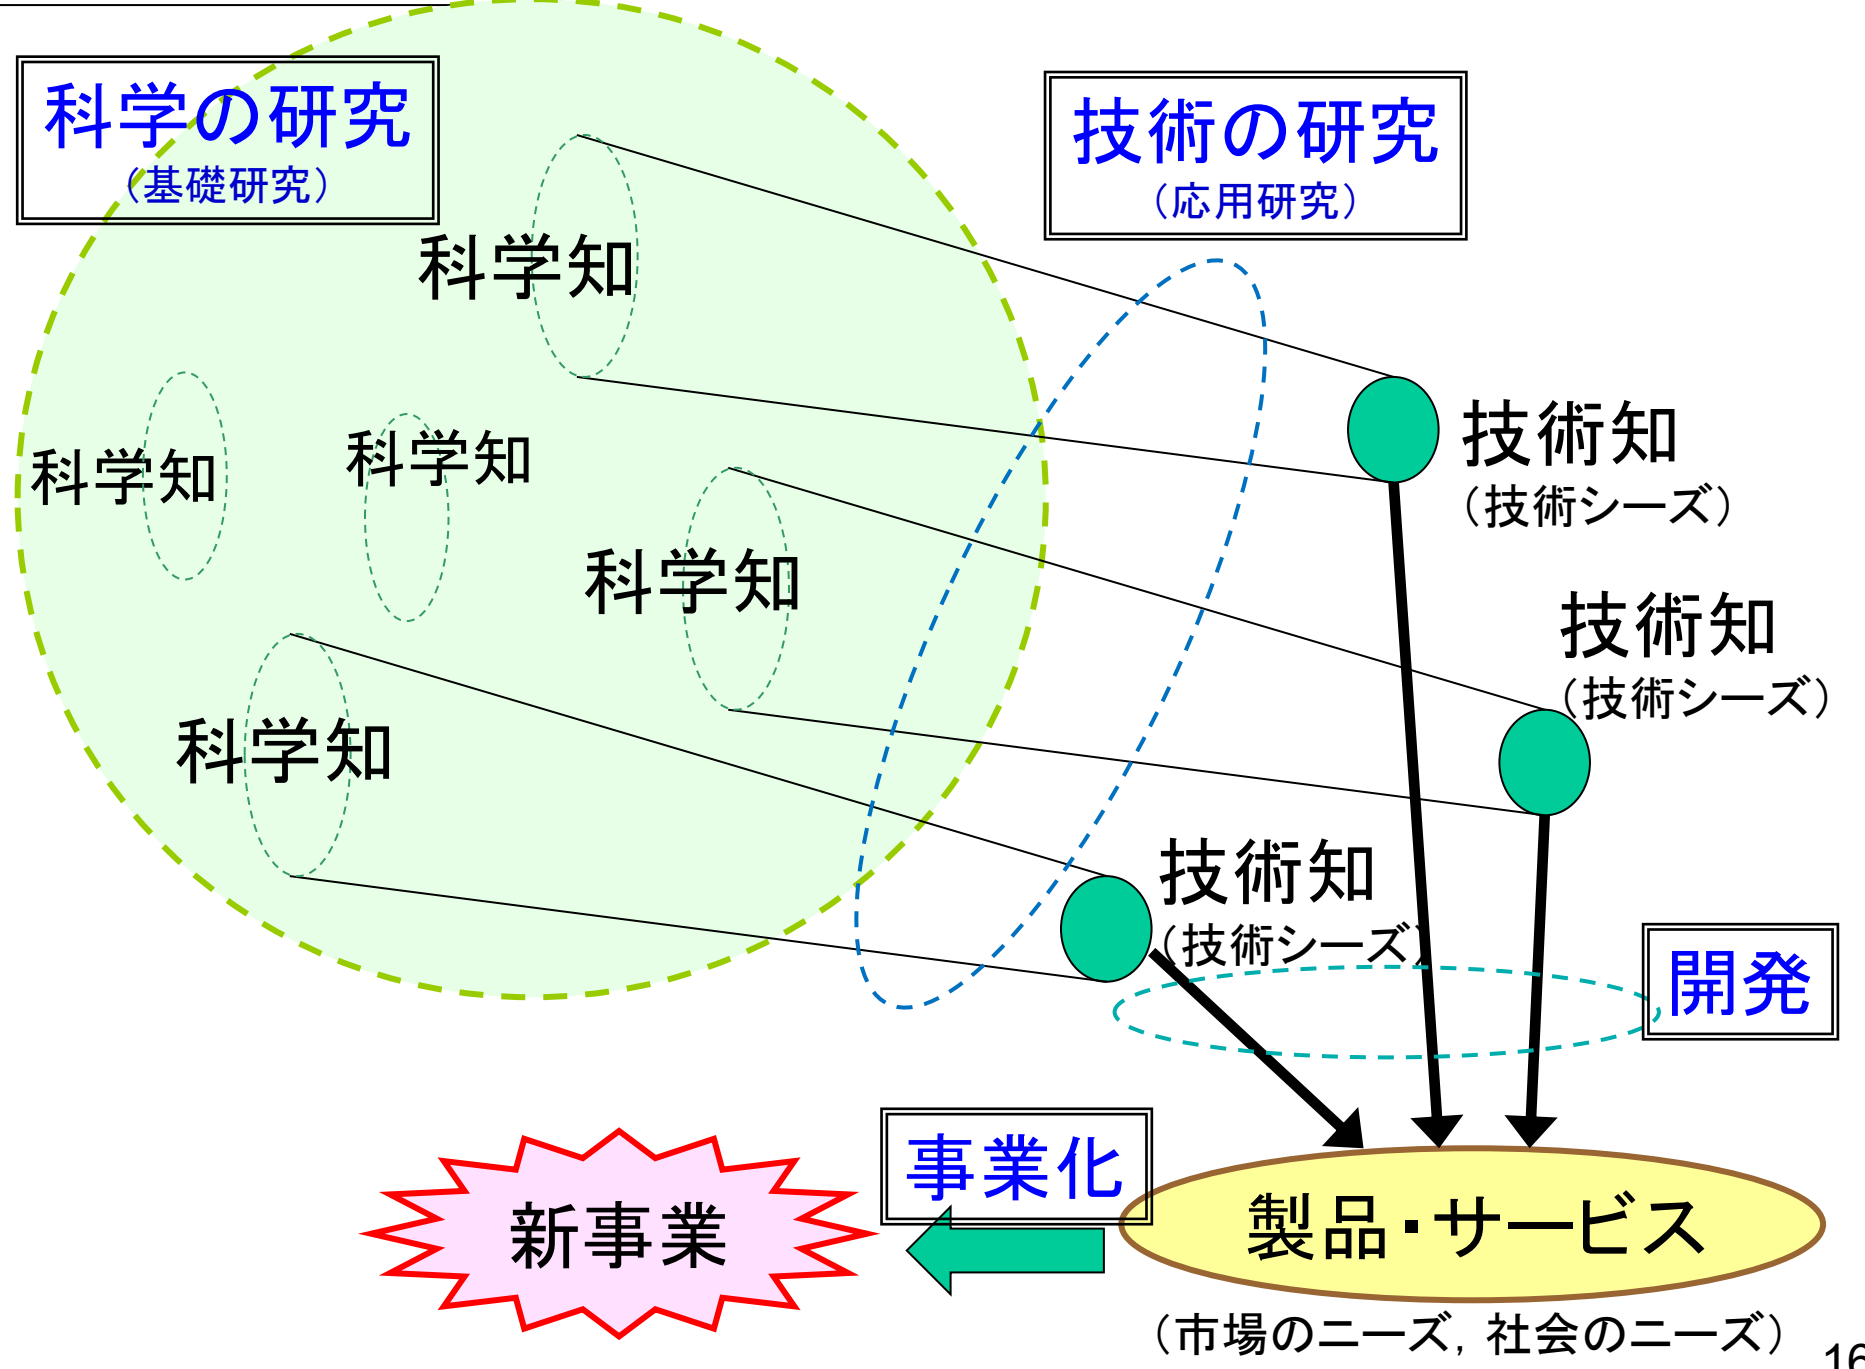 科学の研究
（基礎研究）
技術の研究
（応用研究）
科学知
科学知
科学知
科学知
科学知
技術知
（技術シーズ）
技術知
（技術シーズ）
技術知
（技術シーズ）
開発
事業化
新事業
製品・サービス
（市場のニーズ，社会のニーズ）
16